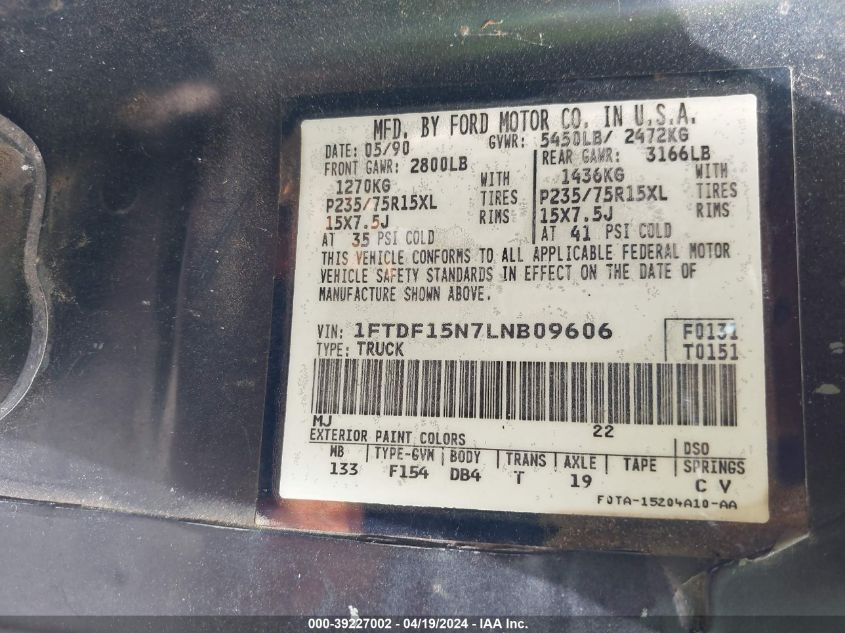 MFD. BY FORD MOTOR CO. IN U.S.A.
DATE: 05/90 GVWR: 5450LB/ 2472KG
FRONT GAWR: 2800LB REAR GAWR: 3166LB
1270KG WITH 1436KG WITH
P235/75R15XL TIRES P235/75R15XL TIRES
15X7.5J RIMS 15X7.5J RIMS
AT 35 PSI COLD AT 41 PSI COLD
THIS VEHICLE CONFORMS TO ALL APPLICABLE FEDERAL MOTOR
VEHICLE SAFETY STANDARDS IN EFFECT ON THE DATE OF
MANUFACTURE SHOWN ABOVE.
VIN: 1FTDF15N7LNB09606 F0131
TYPE: TRUCK T0151
MJ 22
EXTERIOR PAINT COLORS DSO
WB TYPE-GVM BODY TRANS AXLE TAPE SPRINGS
133 F154 DB4 T 19 C V
F0TA-15204A10-AA
000-39227002 - 04/19/2024 - IAA Inc.